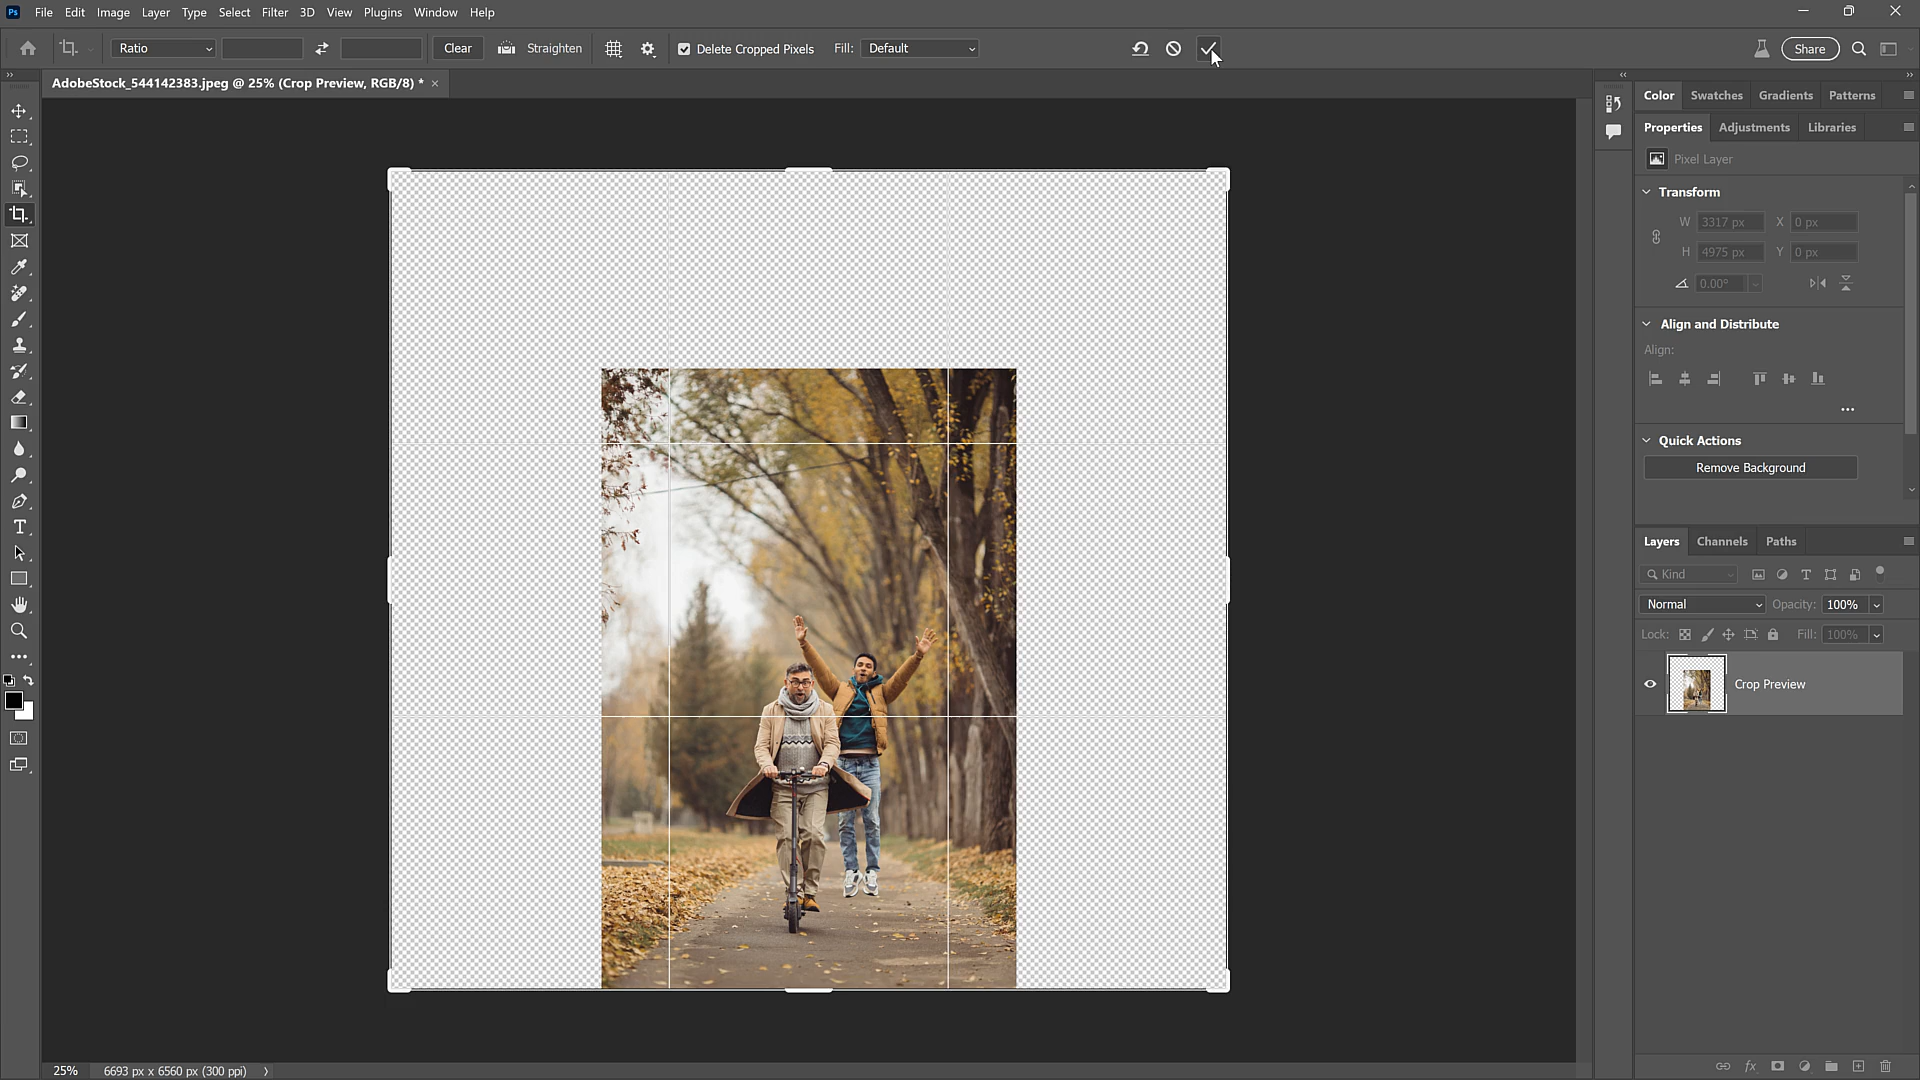 Ps File Edit Image Layer Type Select Filter 3D View Plugins Window Help
Ratio Clear Straighten Delete Cropped Pixels Fill: Default Share
AdobeStock_544142383.jpeg @ 25% (Crop Preview, RGB/8) *
Color Swatches Gradients Patterns
Properties Adjustments Libraries
Pixel Layer
Transform
W 3317 px X 0 px
H 4975 px Y 0 px
0.00°
Align and Distribute
Align:
Quick Actions
Remove Background
Layers Channels Paths
Kind
Normal Opacity: 100%
Lock: Fill: 100%
Crop Preview
25% 6693 px x 6560 px (300 ppi)